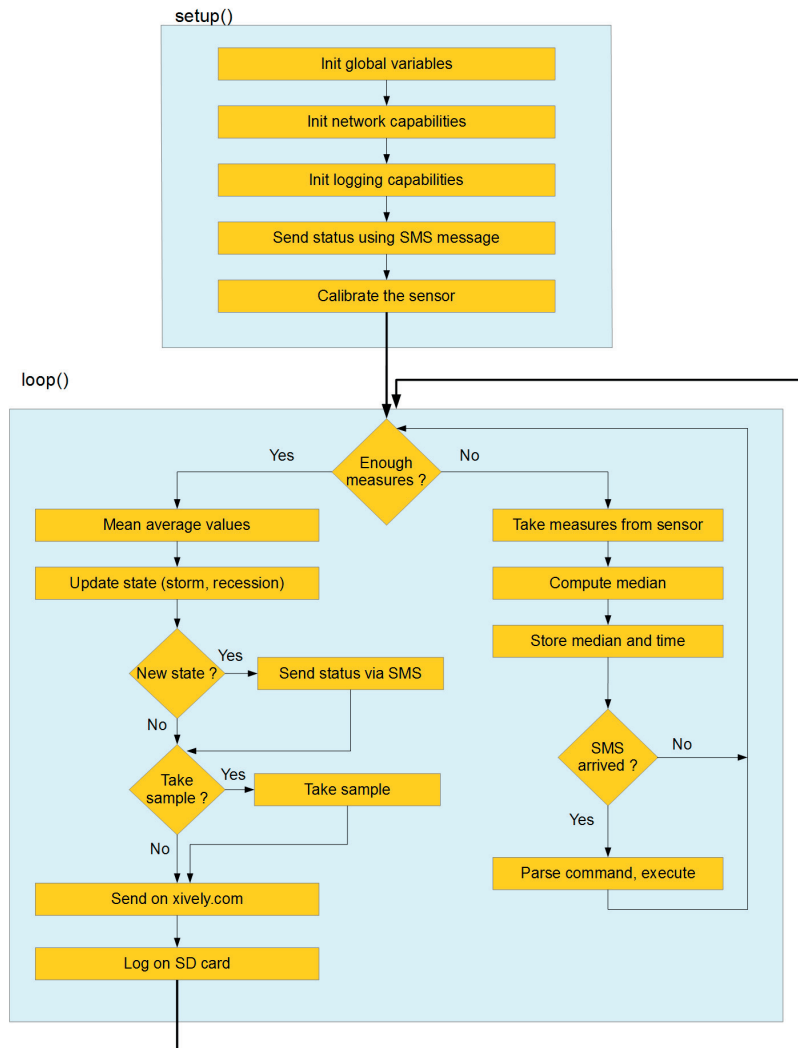 setup()
Init global variables
Init network capabilities
Init logging capabilities
Send status using SMS message
Calibrate the sensor
loop()
Enough
measures ?
Yes
No
Mean average values
Update state (storm, recession)
New state ?
Yes
Send status via SMS
No
Take
sample ?
Yes
Take sample
No
Send on xively.com
Log on SD card
Take measures from sensor
Compute median
Store median and time
SMS
arrived ?
No
Yes
Parse command, execute